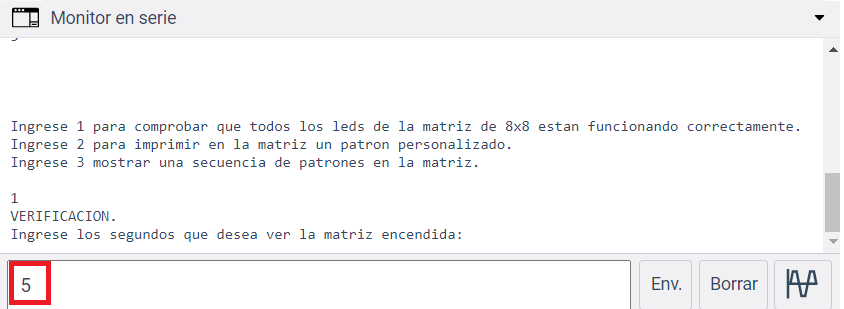 Monitor en serie
Ingrese 1 para comprobar que todos los leds de la matriz de 8x8 estan funcionando correctamente.
Ingrese 2 para imprimir en la matriz un patron personalizado.
Ingrese 3 mostrar una secuencia de patrones en la matriz.
1
VERIFICACION.
Ingrese los segundos que desea ver la matriz encendida:
5
Env.
Borrar